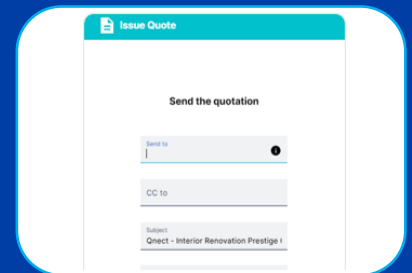 Issue Quote
Send the quotation
Send to
CC to
Subject
Qnect - Interior Renovation Prestige